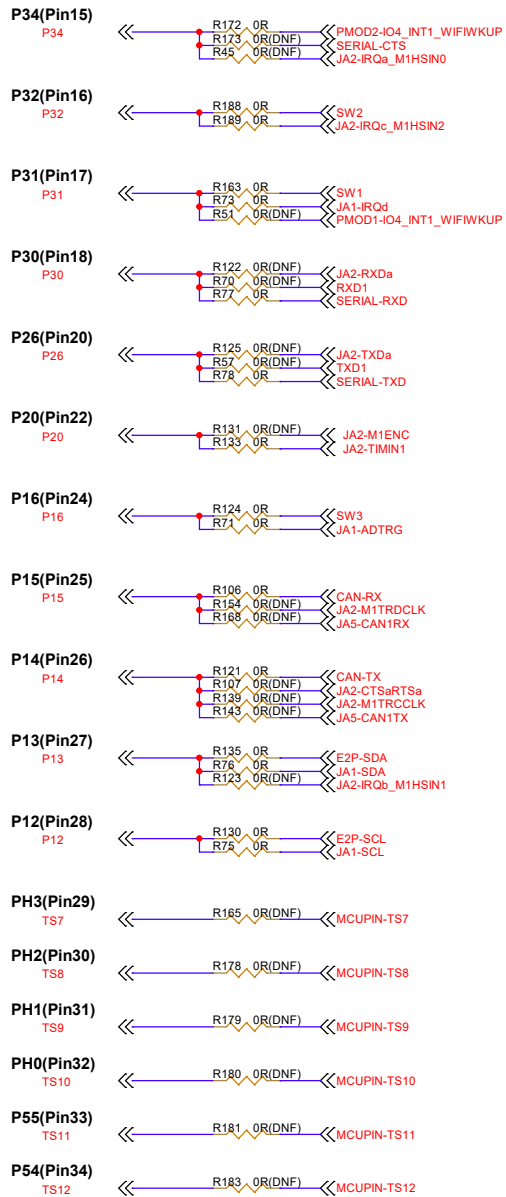 P34(Pin15)
P34
R172 0R PMOD2-IO4_INT1_WIFIWKUP
R173 0R(DNF) SERIAL-CTS
R45 0R(DNF) JA2-IRQa_M1HSIN0
P32(Pin16)
P32
R188 0R SW2
R189 0R JA2-IRQc_M1HSIN2
P31(Pin17)
P31
R163 0R SW1
R73 0R JA1-IRQd
R51 0R(DNF) PMOD1-IO4_INT1_WIFIWKUP
P30(Pin18)
P30
R122 0R(DNF) JA2-RXDa
R70 0R(DNF) RXD1
R77 0R SERIAL-RXD
P26(Pin20)
P26
R125 0R(DNF) JA2-TXDa
R57 0R(DNF) TXD1
R78 0R SERIAL-TXD
P20(Pin22)
P20
R131 0R(DNF) JA2-M1ENC
R133 0R JA2-TIMIN1
P16(Pin24)
P16
R124 0R SW3
R71 0R JA1-ADTRG
P15(Pin25)
P15
R106 0R CAN-RX
R154 0R(DNF) JA2-M1TRDCLK
R168 0R(DNF) JA5-CAN1RX
P14(Pin26)
P14
R121 0R CAN-TX
R107 0R(DNF) JA2-CTSaRTSa
R139 0R(DNF) JA2-M1TRCCLK
R143 0R(DNF) JA5-CAN1TX
P13(Pin27)
P13
R135 0R E2P-SDA
R76 0R JA1-SDA
R123 0R(DNF) JA2-IRQb_M1HSIN1
P12(Pin28)
P12
R130 0R E2P-SCL
R75 0R JA1-SCL
PH3(Pin29)
TS7
R165 0R(DNF) MCUPIN-TS7
PH2(Pin30)
TS8
R178 0R(DNF) MCUPIN-TS8
PH1(Pin31)
TS9
R179 0R(DNF) MCUPIN-TS9
PH0(Pin32)
TS10
R180 0R(DNF) MCUPIN-TS10
P55(Pin33)
TS11
R181 0R(DNF) MCUPIN-TS11
P54(Pin34)
TS12
R183 0R(DNF) MCUPIN-TS12